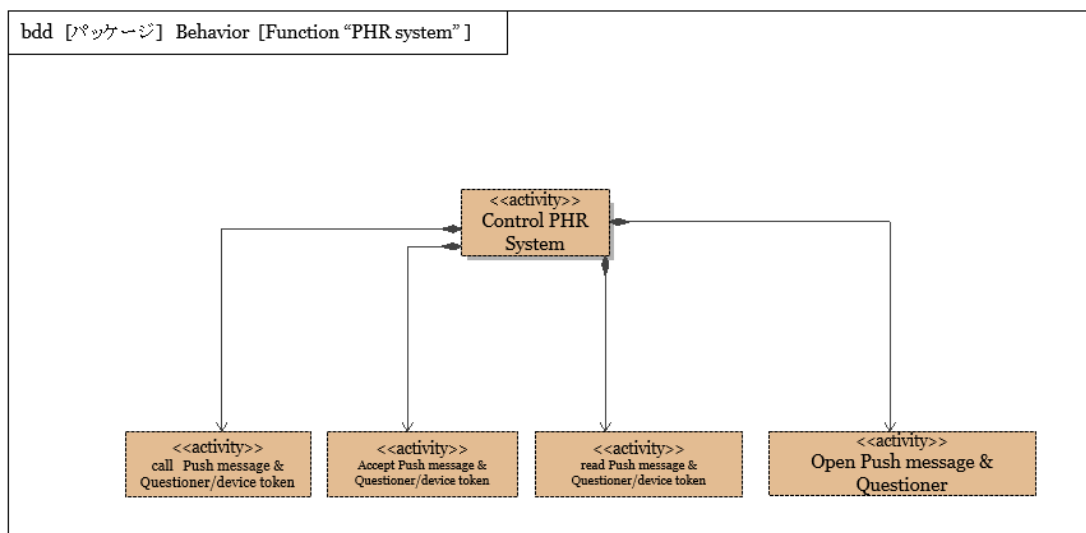 bdd [パッケージ] Behavior [Function “PHR system” ]
<<activity>>
Control PHR
System
<<activity>>
call Push message &
Questioner/device token
<<activity>>
Accept Push message &
Questioner/device token
<<activity>>
read Push message &
Questioner/device token
<<activity>>
Open Push message &
Questioner